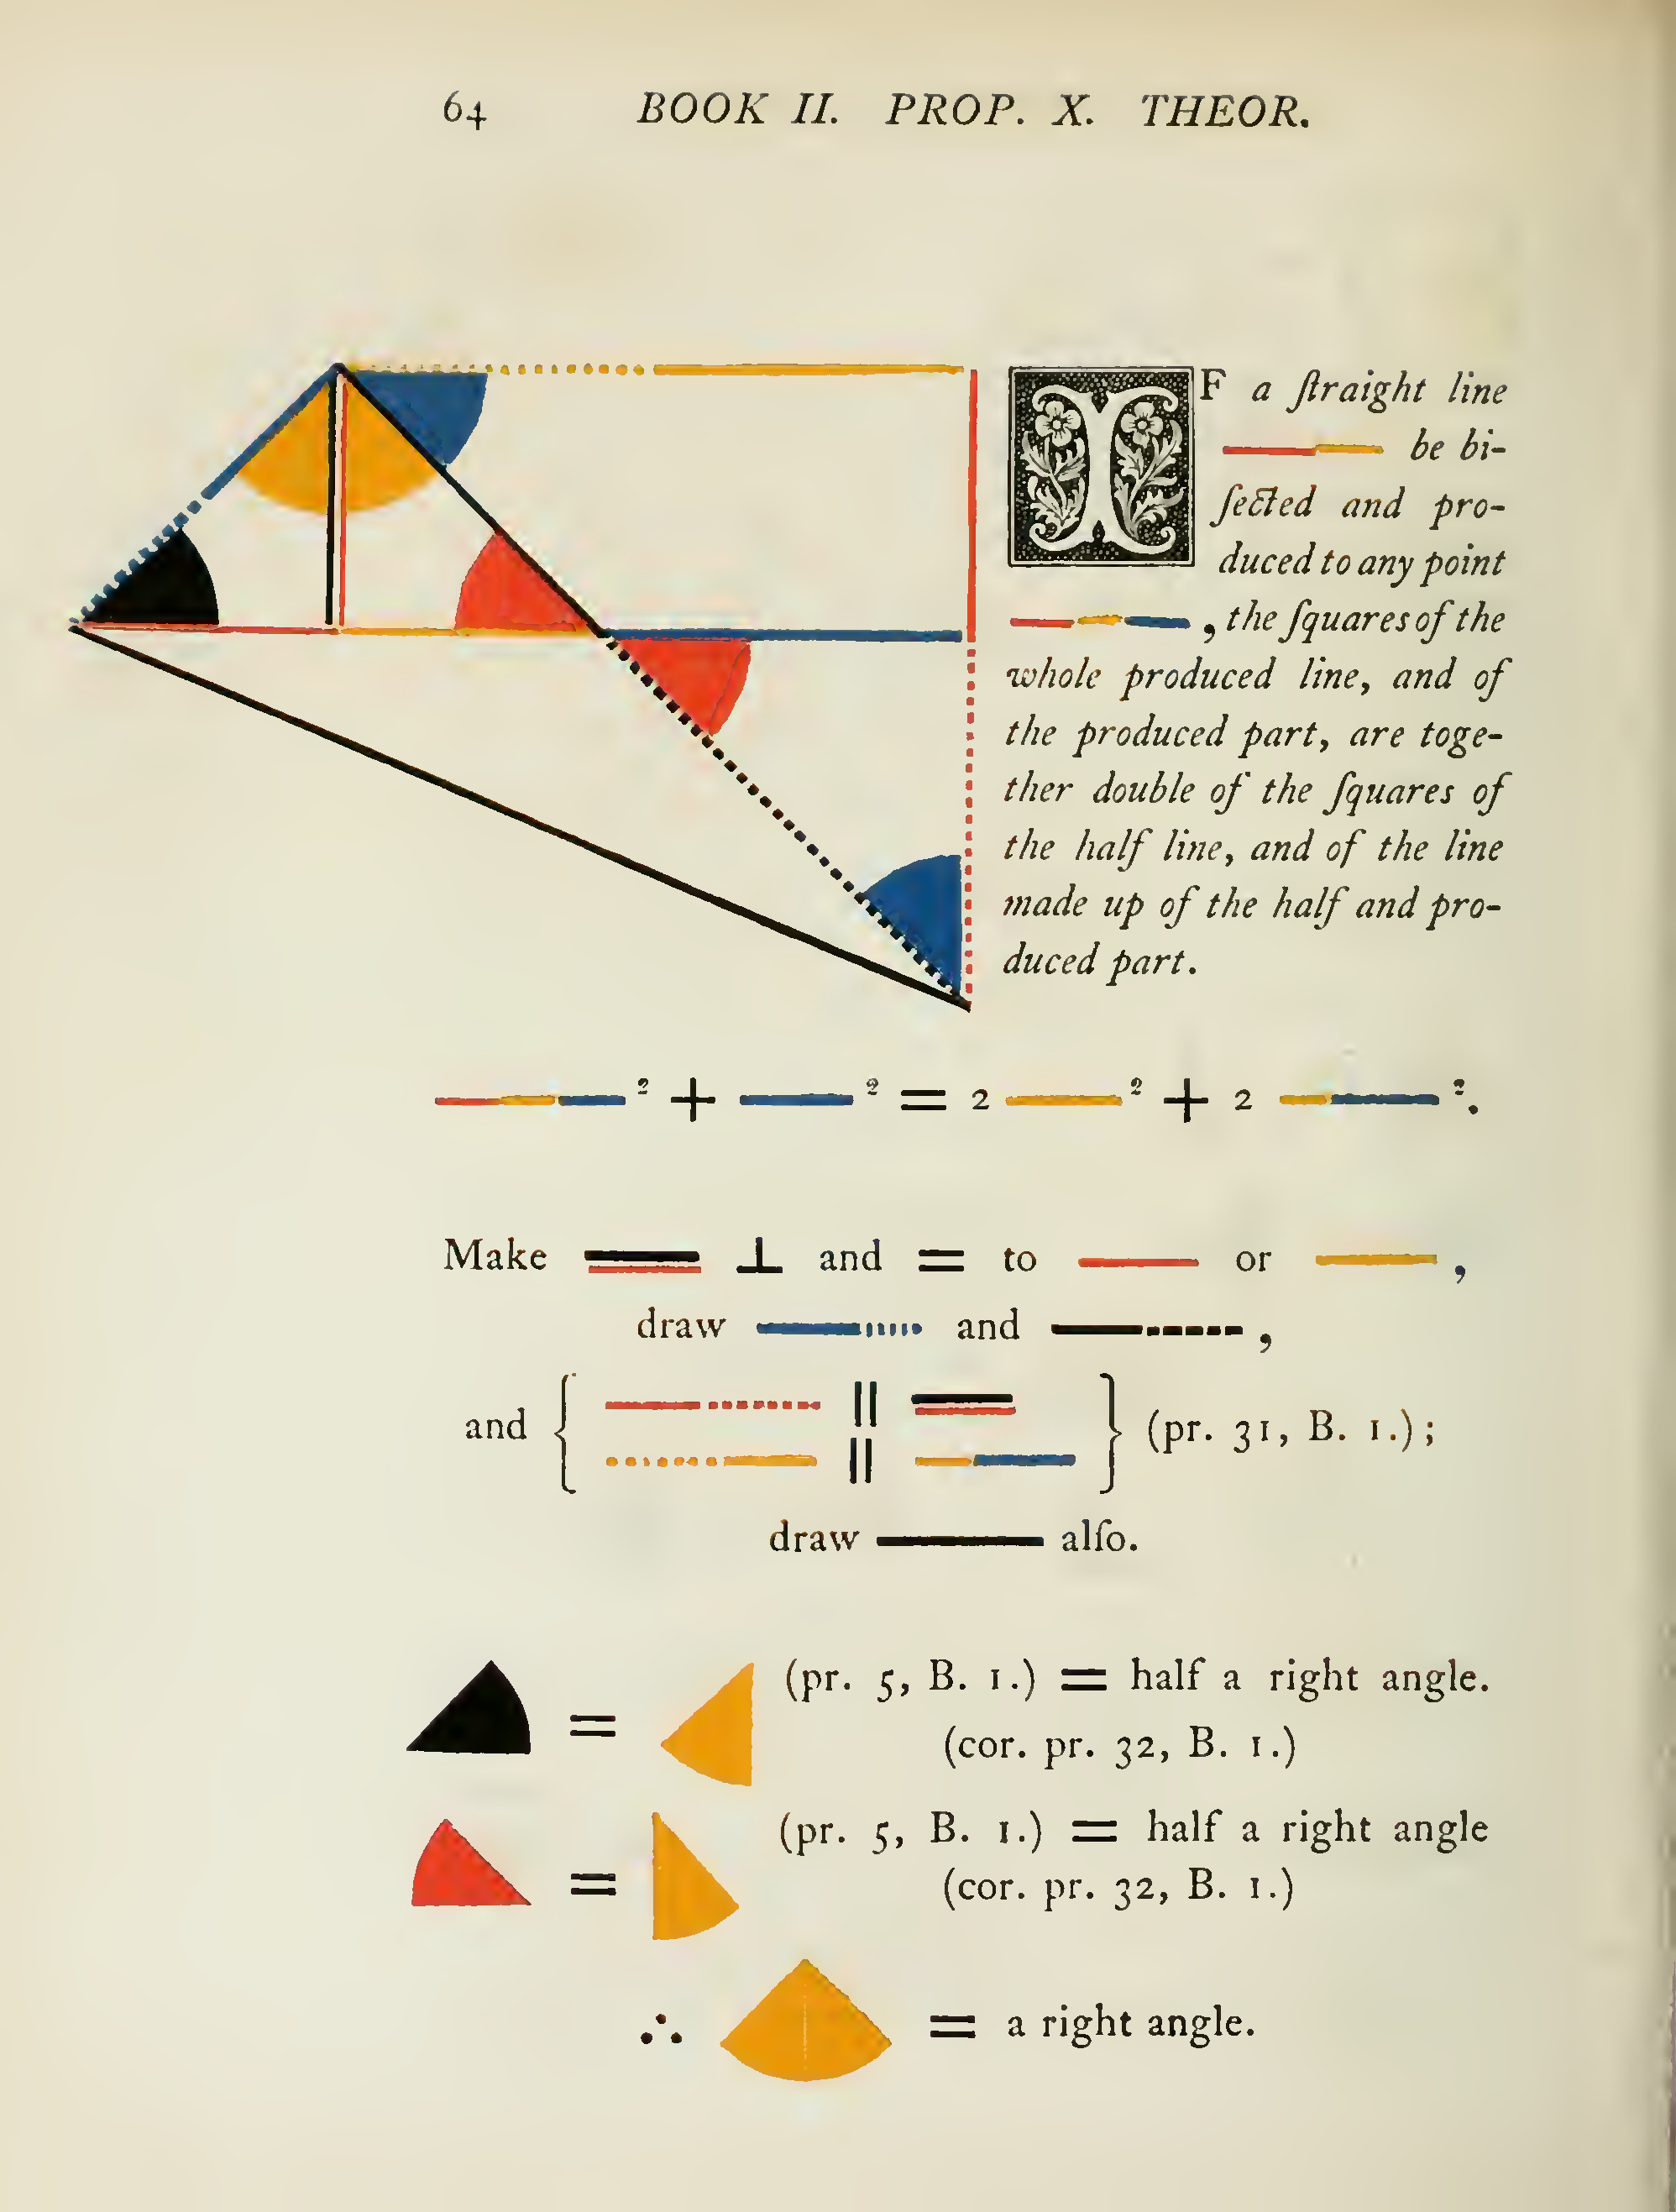 64 BOOK II. PROP. X. THEOR.
IF a ſtraight line
be bi-
ſected and pro-
duced to any point
, the ſquares of the
whole produced line, and of
the produced part, are toge-
ther double of the ſquares of
the half line, and of the line
made up of the half and pro-
duced part.
² + ² = 2 ² + 2 ².
Make ⊥ and = to or ,
draw and ,
and { || || } (pr. 31, B. 1.) ;
draw alſo.
= (pr. 5, B. 1.) = half a right angle.
(cor. pr. 32, B. 1.)
= (pr. 5, B. 1.) = half a right angle
(cor. pr. 32, B. 1.)
∴ = a right angle.